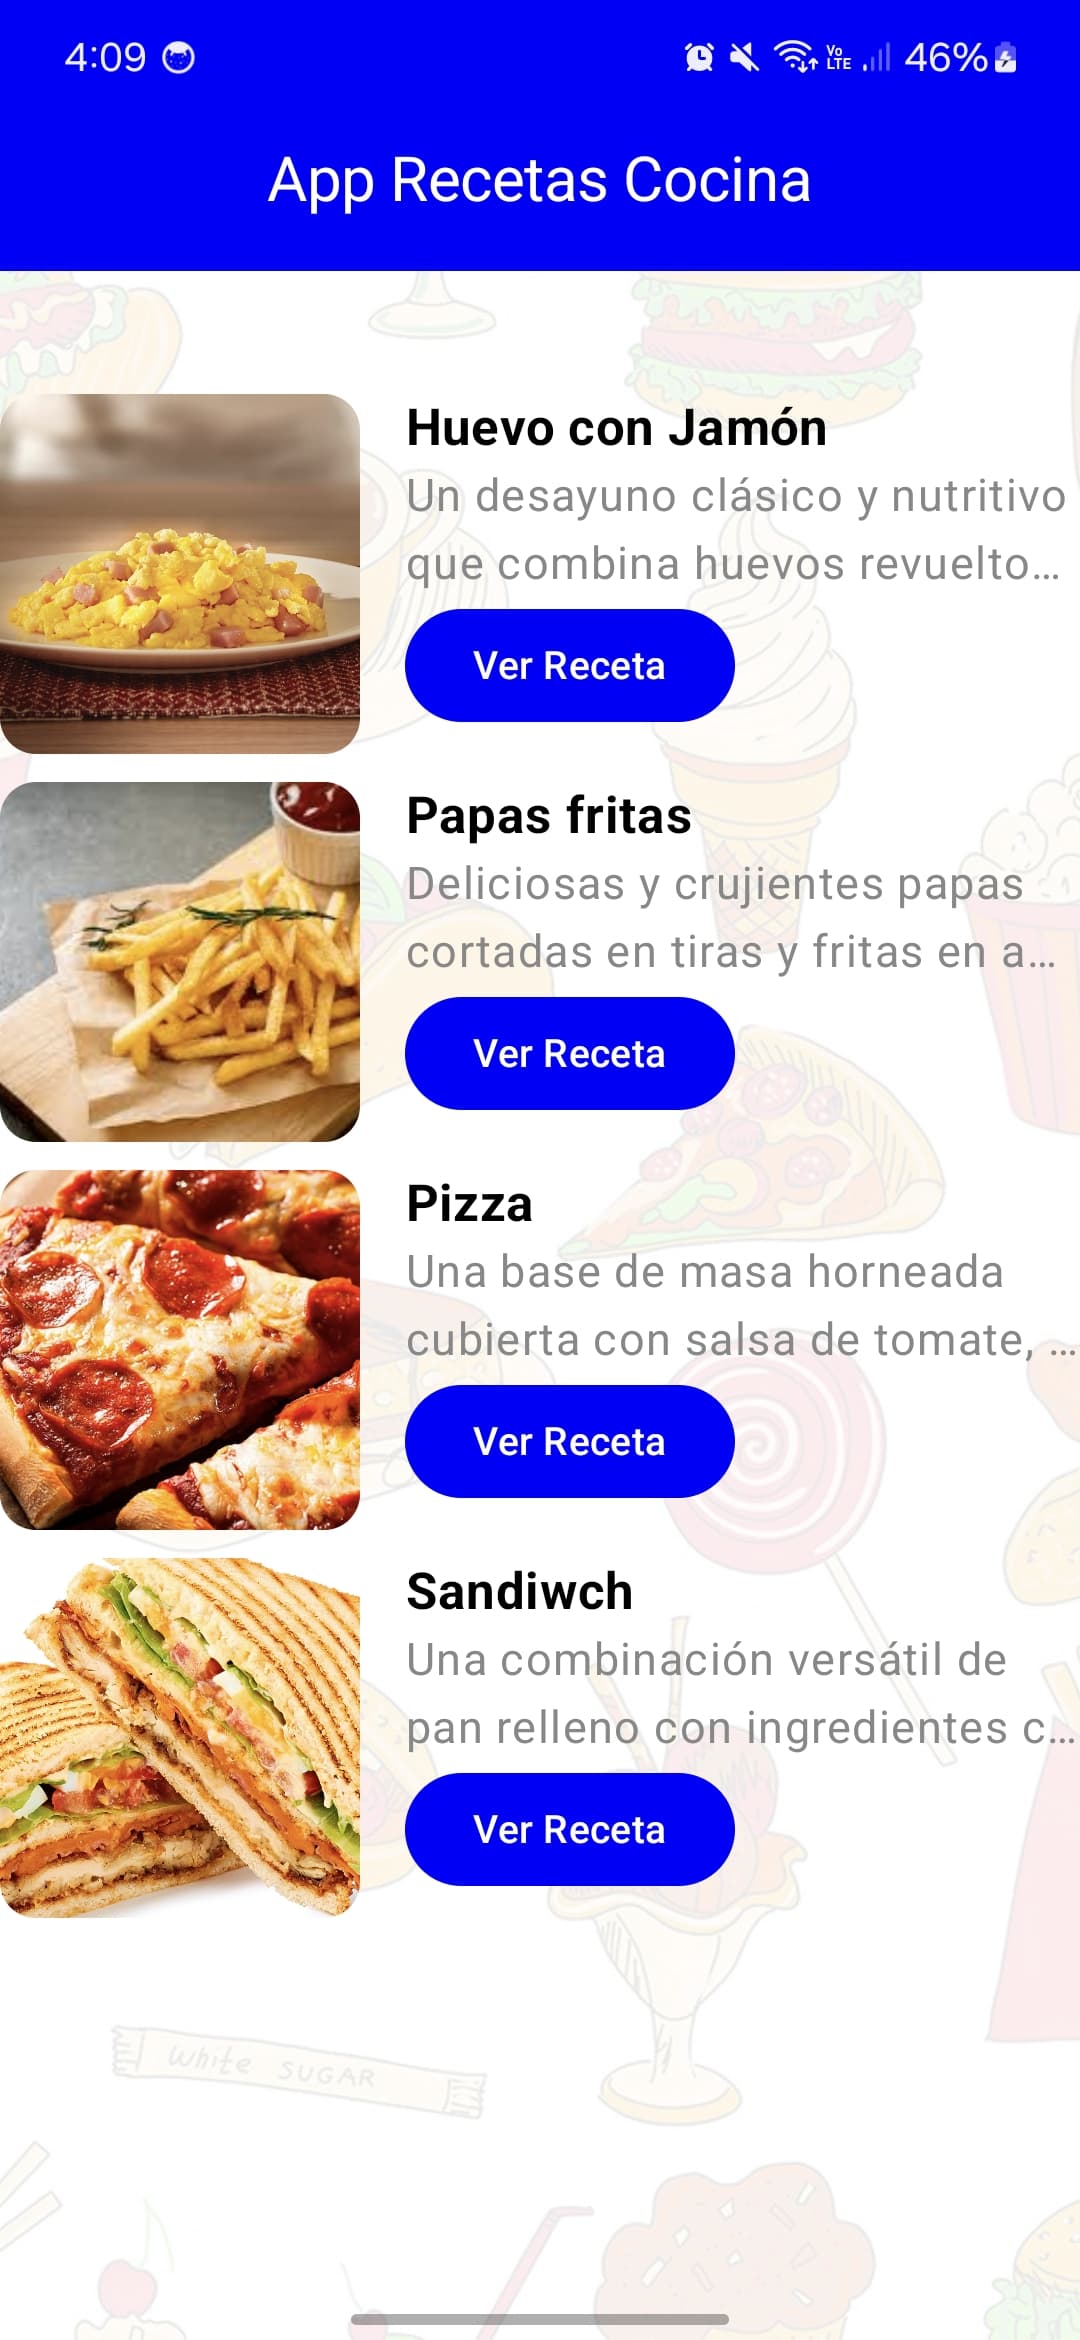 4:09
Vo
LTE
46%
App Recetas Cocina
Huevo con Jamón
Un desayuno clásico y nutritivo
que combina huevos revuelto…
Ver Receta
Papas fritas
Deliciosas y crujientes papas
cortadas en tiras y fritas en a…
Ver Receta
Pizza
Una base de masa horneada
cubierta con salsa de tomate, …
Ver Receta
Sandiwch
Una combinación versátil de
pan relleno con ingredientes c…
Ver Receta
White SUGAR